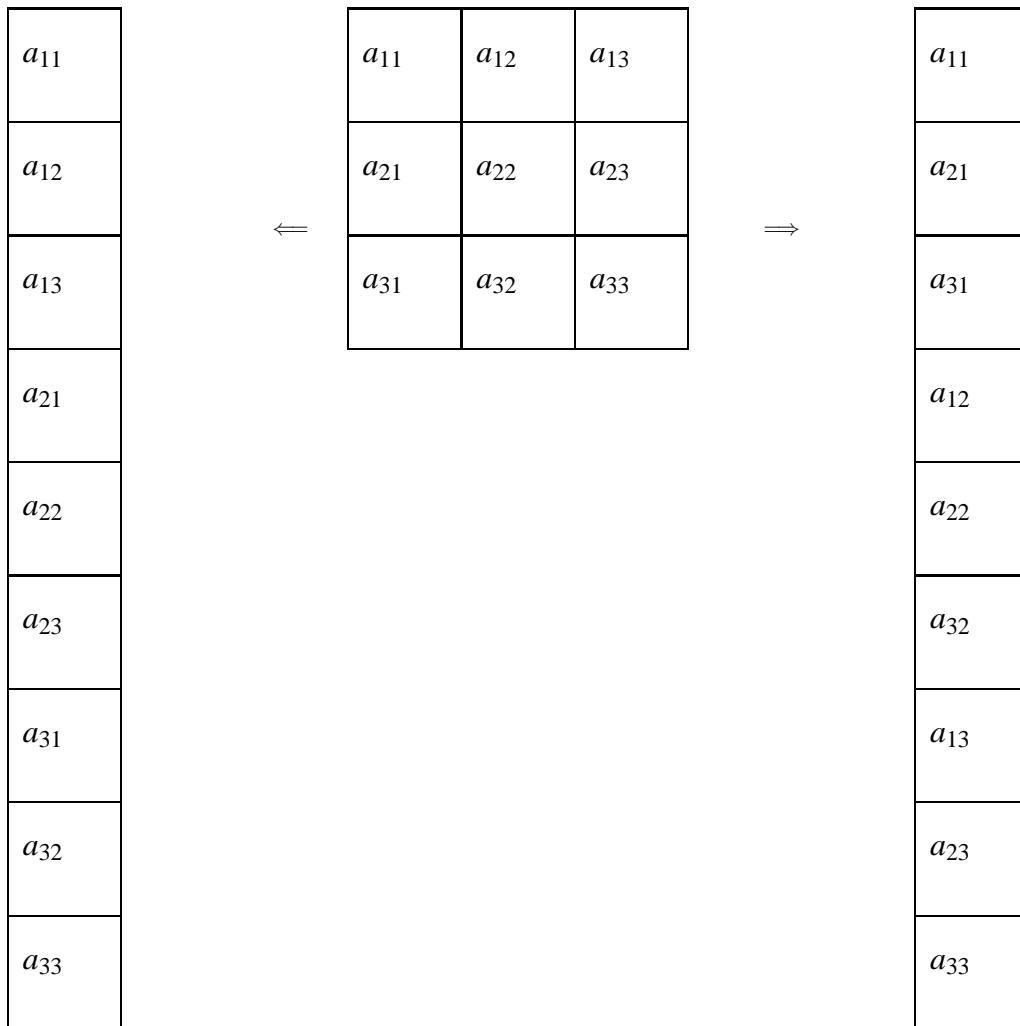 a₁₁ a₁₁ a₁₂ a₁₃ a₁₁
a₁₂ a₂₁ a₂₂ a₂₃ a₂₁
⟸ ⟹
a₁₃ a₃₁ a₃₂ a₃₃ a₃₁
a₂₁ a₁₂
a₂₂ a₂₂
a₂₃ a₃₂
a₃₁ a₁₃
a₃₂ a₂₃
a₃₃ a₃₃